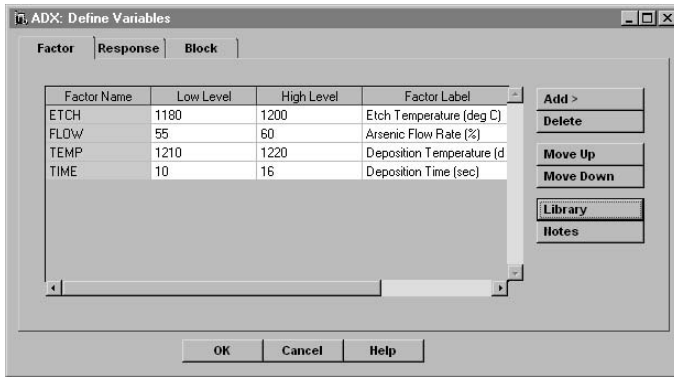 ADX: Define Variables
Factor Response Block
Factor Name Low Level High Level Factor Label
ETCH 1180 1200 Etch Temperature (deg C)
FLOW 55 60 Arsenic Flow Rate (%)
TEMP 1210 1220 Deposition Temperature (d
TIME 10 16 Deposition Time (sec)
Add >
Delete
Move Up
Move Down
Library
Notes
OK Cancel Help